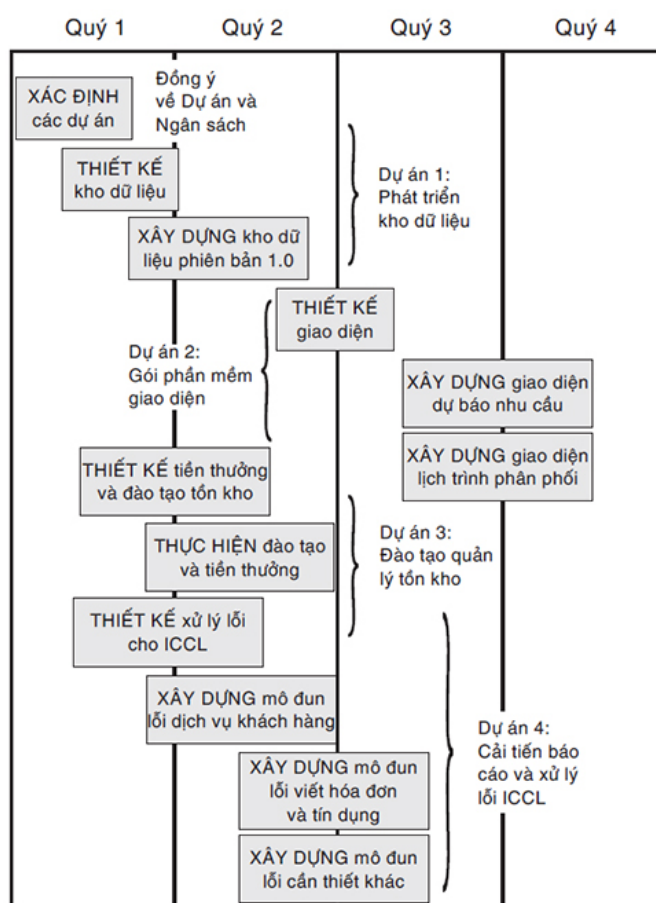 Quý 1
Quý 2
Quý 3
Quý 4
XÁC ĐỊNH
các dự án
Đồng ý
về Dự án và
Ngân sách
THIẾT KẾ
kho dữ liệu
Dự án 1:
Phát triển
kho dữ liệu
XÂY DỰNG kho dữ
liệu phiên bản 1.0
THIẾT KẾ
giao diện
Dự án 2:
Gói phần mềm
giao diện
XÂY DỰNG giao diện
dự báo nhu cầu
XÂY DỰNG giao diện
lịch trình phân phối
THIẾT KẾ tiền thưởng
và đào tạo tồn kho
THỰC HIỆN đào tạo
và tiền thưởng
Dự án 3:
Đào tạo quản
lý tồn kho
THIẾT KẾ xử lý lỗi
cho ICCL
XÂY DỰNG mô đun
lỗi dịch vụ khách hàng
Dự án 4:
Cải tiến báo
cáo và xử lý
lỗi ICCL
XÂY DỰNG mô đun
lỗi viết hóa đơn
và tín dụng
XÂY DỰNG mô đun
lỗi cần thiết khác